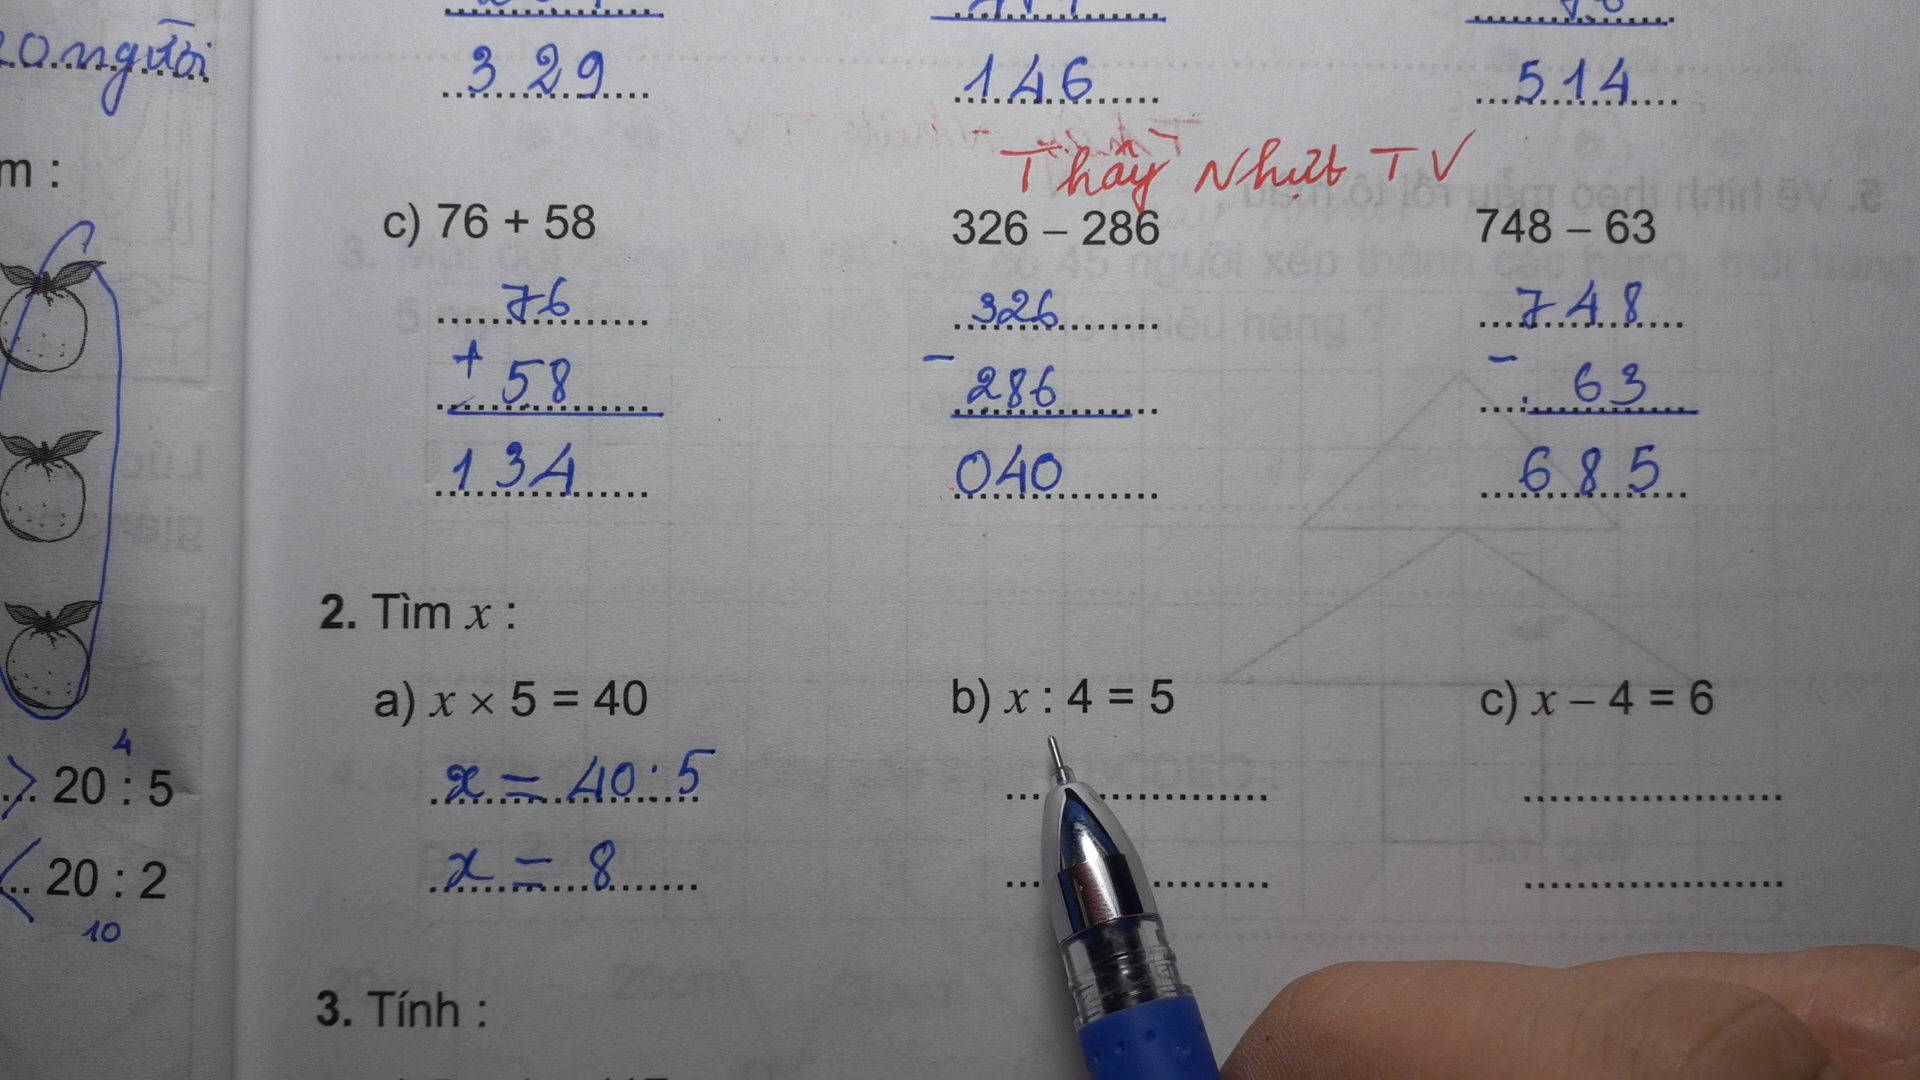 người
329 146 514
Thầy Nhựt TV
m :
c) 76 + 58 326 – 286 748 – 63
76 326 748
+ 58 - 286 - 63
134 040 685
2. Tìm x :
a) x × 5 = 40 b) x : 4 = 5 c) x – 4 = 6
x = 40 : 5
x = 8
4
> 20 : 5
< 20 : 2
10
3. Tính :